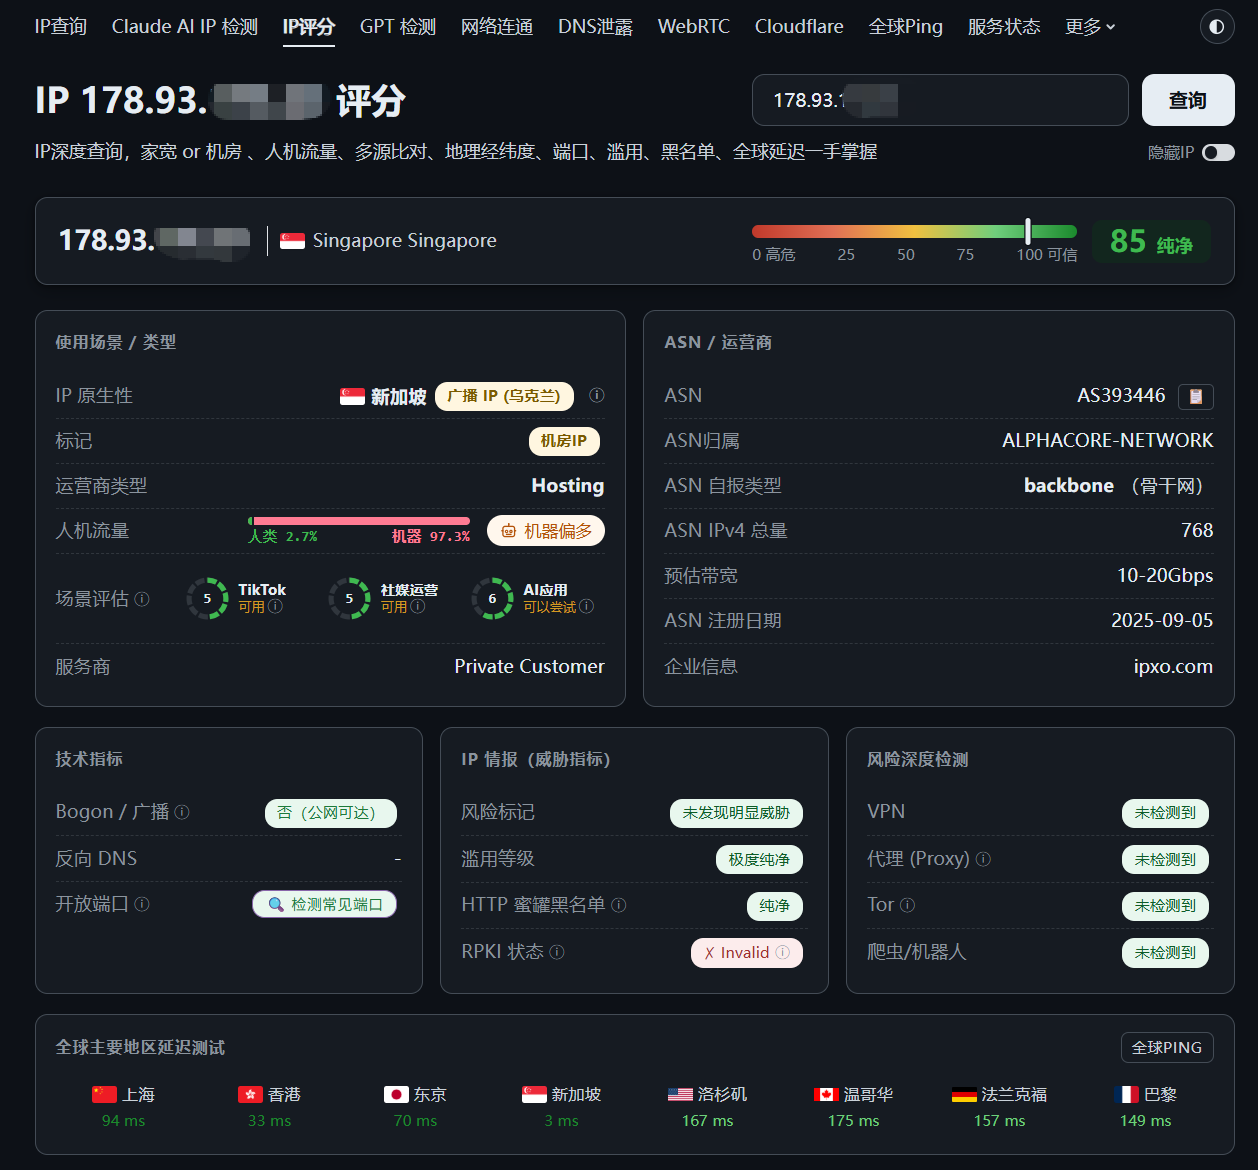 IP查询 Claude AI IP 检测 IP评分 GPT 检测 网络连通 DNS泄露 WebRTC Cloudflare 全球Ping 服务状态 更多
IP 178.93. 评分
178.93.1
查询
IP深度查询，家宽 or 机房 、人机流量、多源比对、地理经纬度、端口、滥用、黑名单、全球延迟一手掌握
隐藏IP
178.93.
Singapore Singapore
0 高危 25 50 75 100 可信
85 纯净
使用场景 / 类型
IP 原生性 新加坡 广播 IP (乌克兰)
标记 机房IP
运营商类型 Hosting
人机流量 人类 2.7% 机器 97.3% 机器偏多
场景评估 5 TikTok 可用 5 社媒运营 可用 6 AI应用 可以尝试
服务商 Private Customer
ASN / 运营商
ASN AS393446
ASN归属 ALPHACORE-NETWORK
ASN 自报类型 backbone （骨干网）
ASN IPv4 总量 768
预估带宽 10-20Gbps
ASN 注册日期 2025-09-05
企业信息 ipxo.com
技术指标
Bogon / 广播 否（公网可达）
反向 DNS -
开放端口 检测常见端口
IP 情报（威胁指标）
风险标记 未发现明显威胁
滥用等级 极度纯净
HTTP 蜜罐黑名单 纯净
RPKI 状态 ✗ Invalid
风险深度检测
VPN 未检测到
代理 (Proxy) 未检测到
Tor 未检测到
爬虫/机器人 未检测到
全球主要地区延迟测试
全球PING
上海 香港 东京 新加坡 洛杉矶 温哥华 法兰克福 巴黎
94 ms 33 ms 70 ms 3 ms 167 ms 175 ms 157 ms 149 ms